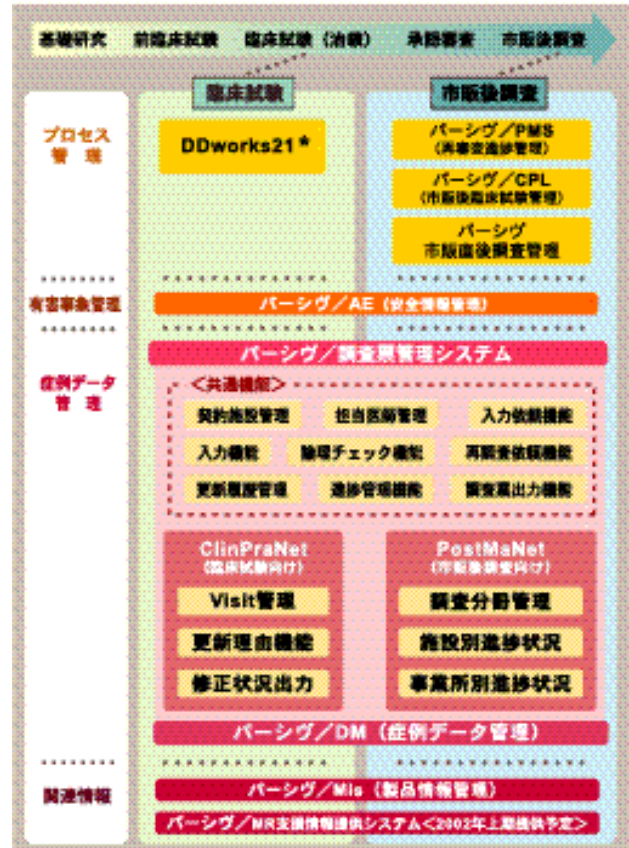 基礎研究 前臨床試験 臨床試験(治験) 承認審査 市販後調査
臨床試験 市販後調査
プロセス
管 理
DDworks21*
パーシヴ/PMS
(再審査進捗管理)
パーシヴ/CPL
(市販後臨床試験管理)
パーシヴ
市販直後調査管理
有害事象管理
パーシヴ/AE(安全情報管理)
パーシヴ/調査票管理システム
症例データ
管 理
<共通機能>
契約施設管理 担当医師管理 入力依頼機能
入力機能 論理チェック機能 再調査依頼機能
更新履歴管理 進捗管理機能 調査票出力機能
ClinPraNet
(臨床試験向け)
Visit管理
更新理由機能
修正状況出力
PostMaNet
(市販後調査向け)
調査分冊管理
施設別進捗状況
事業所別進捗状況
パーシヴ/DM(症例データ管理)
関連情報
パーシヴ/Mis(製品情報管理)
パーシヴ/MR支援情報提供システム<2002年上期提供予定>